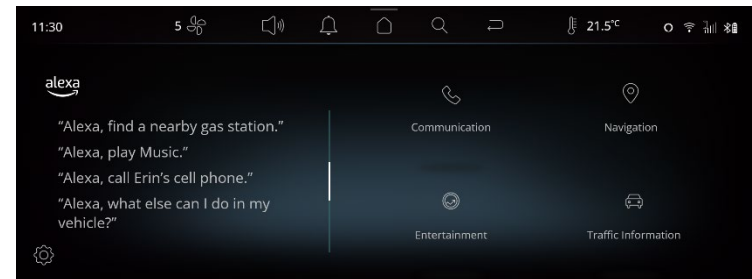 11:30
5
21.5°C
alexa
“Alexa, find a nearby gas station.”
“Alexa, play Music.”
“Alexa, call Erin’s cell phone.”
“Alexa, what else can I do in my
vehicle?”
Communication
Navigation
Entertainment
Traffic Information